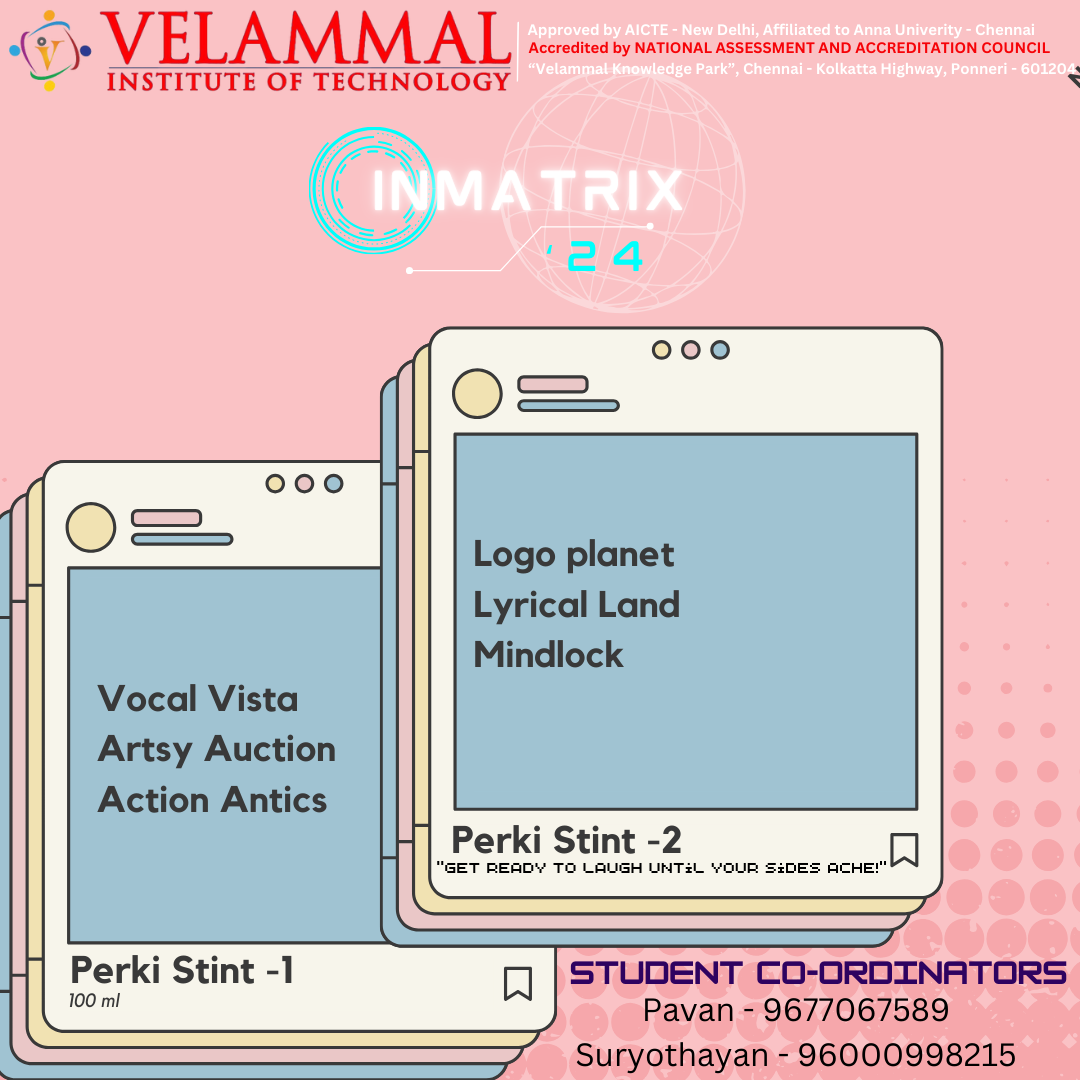 VELAMMAL
INSTITUTE OF TECHNOLOGY
Approved by AICTE - New Delhi, Affiliated to Anna Univerity - Chennai
Accredited by NATIONAL ASSESSMENT AND ACCREDITATION COUNCIL
“Velammal Knowledge Park”, Chennai - Kolkatta Highway, Ponneri - 601204
INMATRIX
'24
Logo planet
Lyrical Land
Mindlock
Perki Stint -2
"GET READY TO LAUGH UNTiL YOUR SiDES ACHE!"
Vocal Vista
Artsy Auction
Action Antics
Perki Stint -1
100 ml
STUDENT CO-ORDINATORS
Pavan - 9677067589
Suryothayan - 96000998215